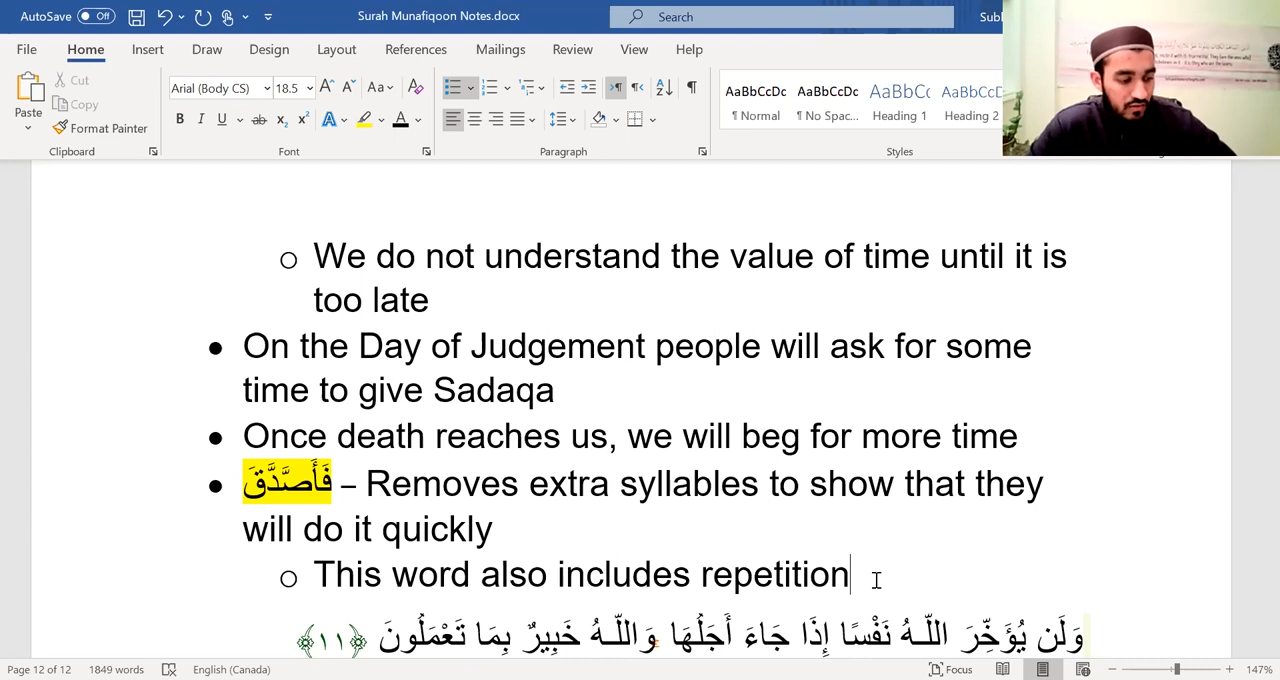 AutoSave Off Surah Munafiqoon Notes.docx Search
File Home Insert Draw Design Layout References Mailings Review View Help
Cut
Copy
Paste Format Painter
Arial (Body CS) 18.5
AaBbCcDc AaBbCcDc AaBbCc AaBbCcD
¶ Normal ¶ No Spac... Heading 1 Heading 2
Clipboard Font Paragraph Styles
We do not understand the value of time until it is
too late
On the Day of Judgement people will ask for some
time to give Sadaqa
Once death reaches us, we will beg for more time
فَأَصَّدَّقَ – Removes extra syllables to show that they
will do it quickly
This word also includes repetition
وَلَن يُؤَخِّرَ اللَّـهُ نَفْسًا إِذَا جَاءَ أَجَلُهَا وَاللَّـهُ خَبِيرٌ بِمَا تَعْمَلُونَ ﴿١١﴾
Page 12 of 12 1849 words English (Canada) Focus 147%